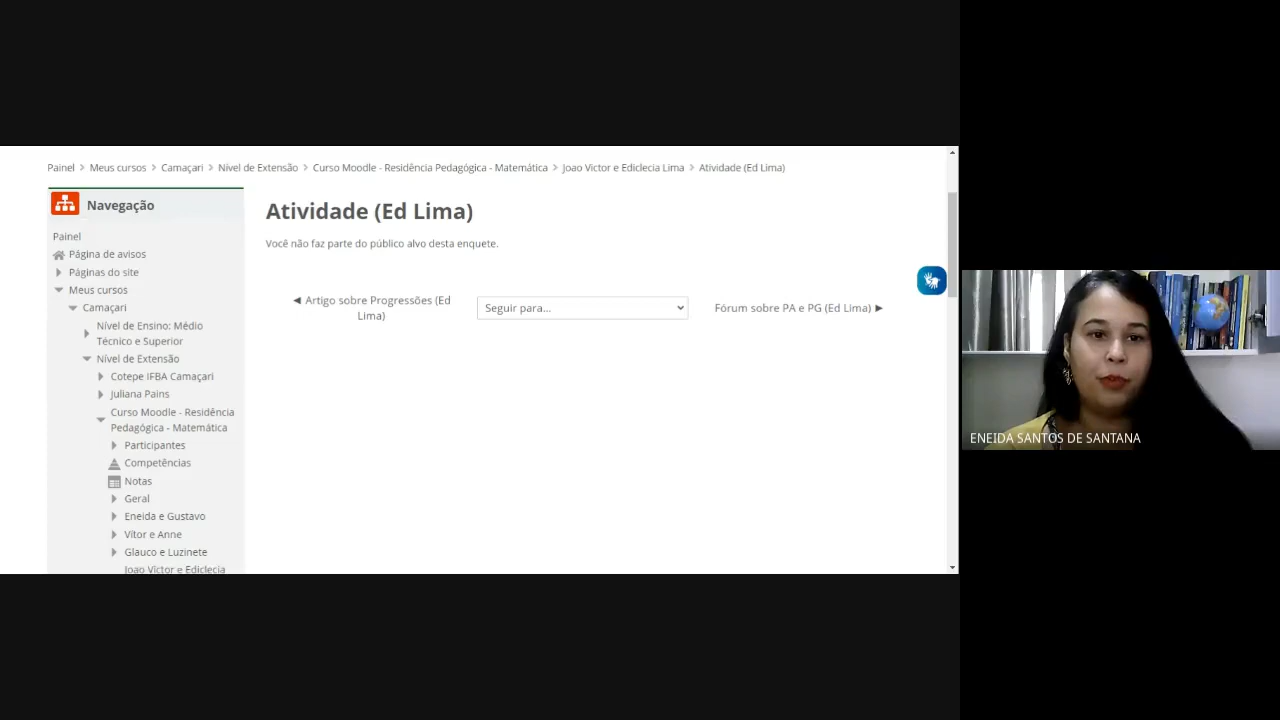 Painel > Meus cursos > Camaçari > Nível de Extensão > Curso Moodle - Residência Pedagógica - Matemática > Joao Victor e Ediclecia Lima > Atividade (Ed Lima)
Navegação
Painel
Página de avisos
Páginas do site
Meus cursos
Camaçari
Nível de Ensino: Médio
Técnico e Superior
Nível de Extensão
Cotepe IFBA Camaçari
Juliana Pains
Curso Moodle - Residência
Pedagógica - Matemática
Participantes
Competências
Notas
Geral
Eneida e Gustavo
Vítor e Anne
Glauco e Luzinete
Joao Victor e Ediclecia
Atividade (Ed Lima)
Você não faz parte do público alvo desta enquete.
◄ Artigo sobre Progressões (Ed
Lima)
Seguir para...
Fórum sobre PA e PG (Ed Lima) ►
ENEIDA SANTOS DE SANTANA